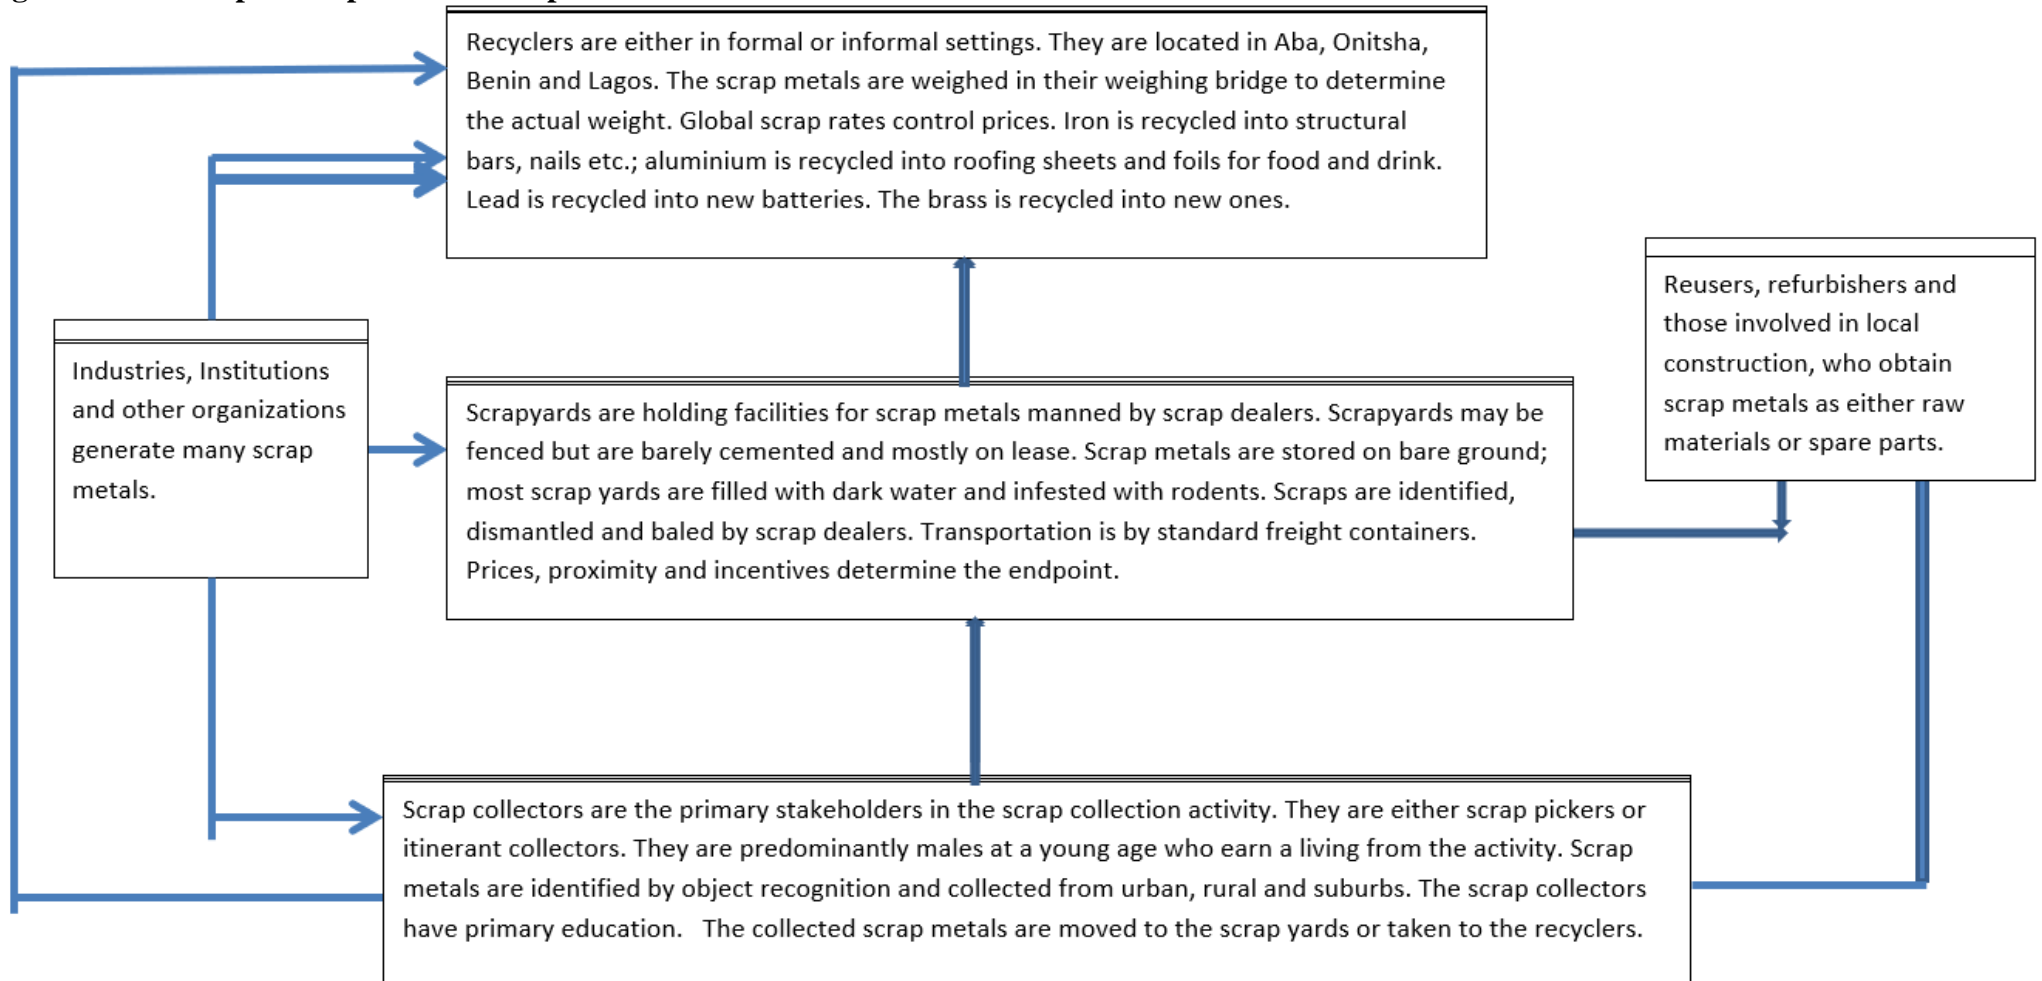 Recyclers are either in formal or informal settings. They are located in Aba, Onitsha,
Benin and Lagos. The scrap metals are weighed in their weighing bridge to determine
the actual weight. Global scrap rates control prices. Iron is recycled into structural
bars, nails etc.; aluminium is recycled into roofing sheets and foils for food and drink.
Lead is recycled into new batteries. The brass is recycled into new ones.
Reusers, refurbishers and
those involved in local
construction, who obtain
scrap metals as either raw
materials or spare parts.
Industries, Institutions
and other organizations
generate many scrap
metals.
Scrapyards are holding facilities for scrap metals manned by scrap dealers. Scrapyards may be
fenced but are barely cemented and mostly on lease. Scrap metals are stored on bare ground;
most scrap yards are filled with dark water and infested with rodents. Scraps are identified,
dismantled and baled by scrap dealers. Transportation is by standard freight containers.
Prices, proximity and incentives determine the endpoint.
Scrap collectors are the primary stakeholders in the scrap collection activity. They are either scrap pickers or
itinerant collectors. They are predominantly males at a young age who earn a living from the activity. Scrap
metals are identified by object recognition and collected from urban, rural and suburbs. The scrap collectors
have primary education.   The collected scrap metals are moved to the scrap yards or taken to the recyclers.